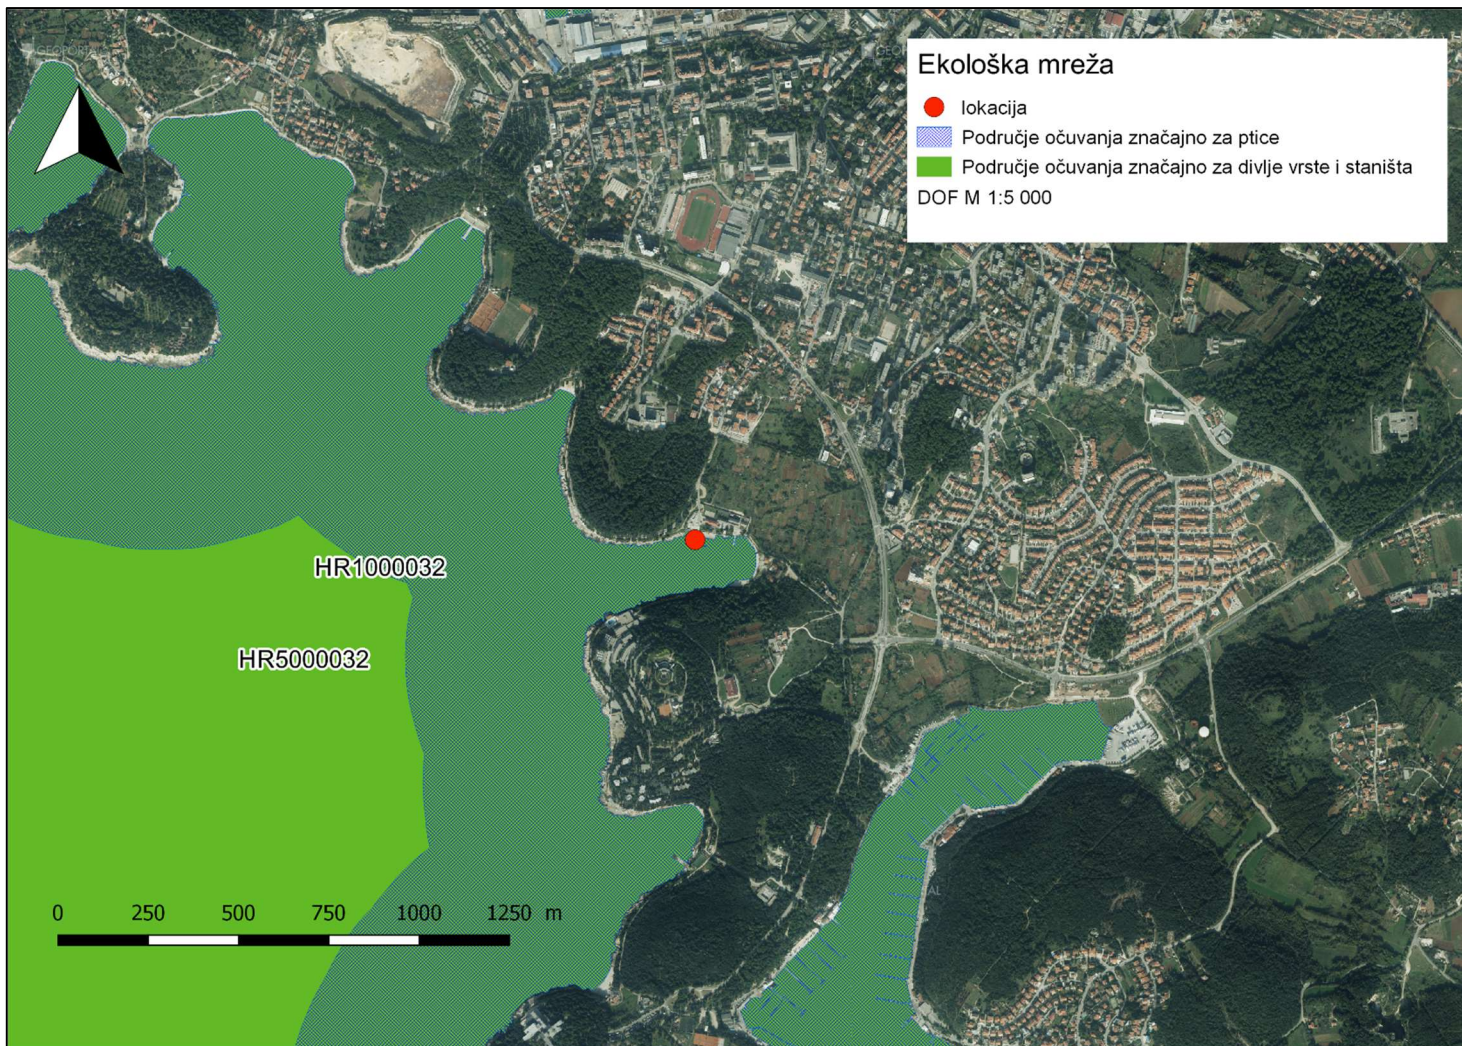 GEOPORTAL
Ekološka mreža
lokacija
Područje očuvanja značajno za ptice
Područje očuvanja značajno za divlje vrste i staništa
DOF M 1:5 000
HR1000032
HR5000032
0 250 500 750 1000 1250 m